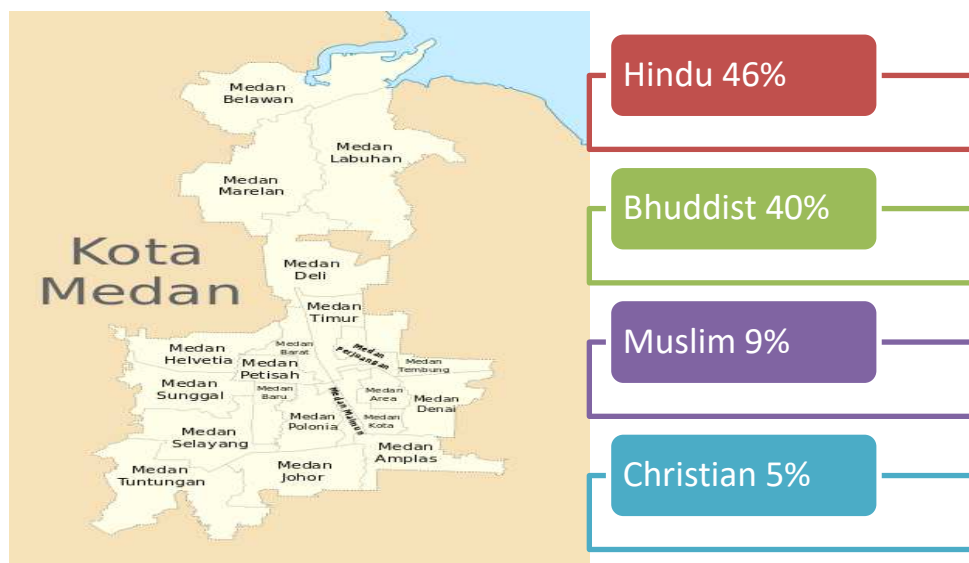 Medan
Belawan
Medan
Labuhan
Medan
Marelan
Kota
Medan
Medan
Deli
Medan
Timur
Medan
Helvetia
Medan
Barat
Medan
Perjuangan
Medan
Petisah
Medan
Tembung
Medan
Sunggal
Medan
Baru
Medan Maimun
Medan
Area
Medan
Denai
Medan
Polonia
Medan
Kota
Medan
Selayang
Medan
Amplas
Medan
Tuntungan
Medan
Johor
Hindu 46%
Bhuddist 40%
Muslim 9%
Christian 5%